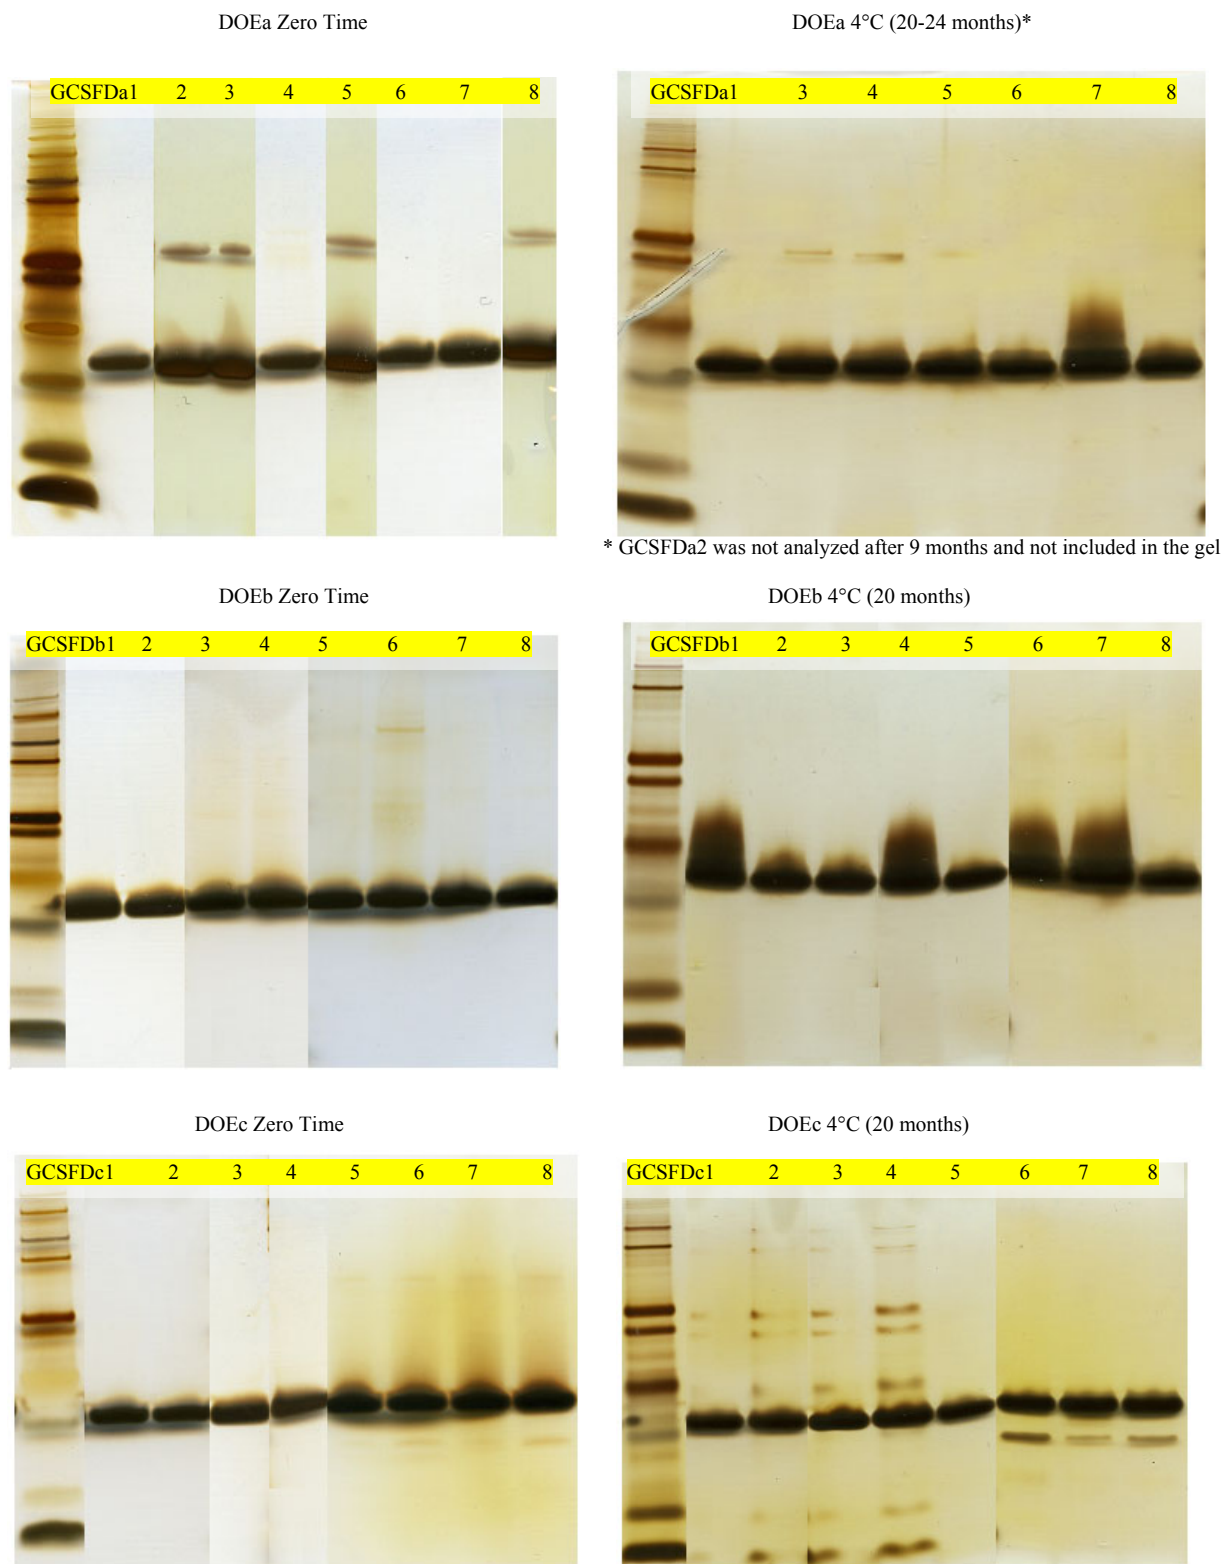 DOEa Zero Time
DOEa 4°C (20-24 months)*
GCSFDa1 2 3 4 5 6 7 8
GCSFDa1 3 4 5 6 7 8
* GCSFDa2 was not analyzed after 9 months and not included in the gel
DOEb Zero Time
DOEb 4°C (20 months)
GCSFDb1 2 3 4 5 6 7 8
GCSFDb1 2 3 4 5 6 7 8
DOEc Zero Time
DOEc 4°C (20 months)
GCSFDc1 2 3 4 5 6 7 8
GCSFDc1 2 3 4 5 6 7 8